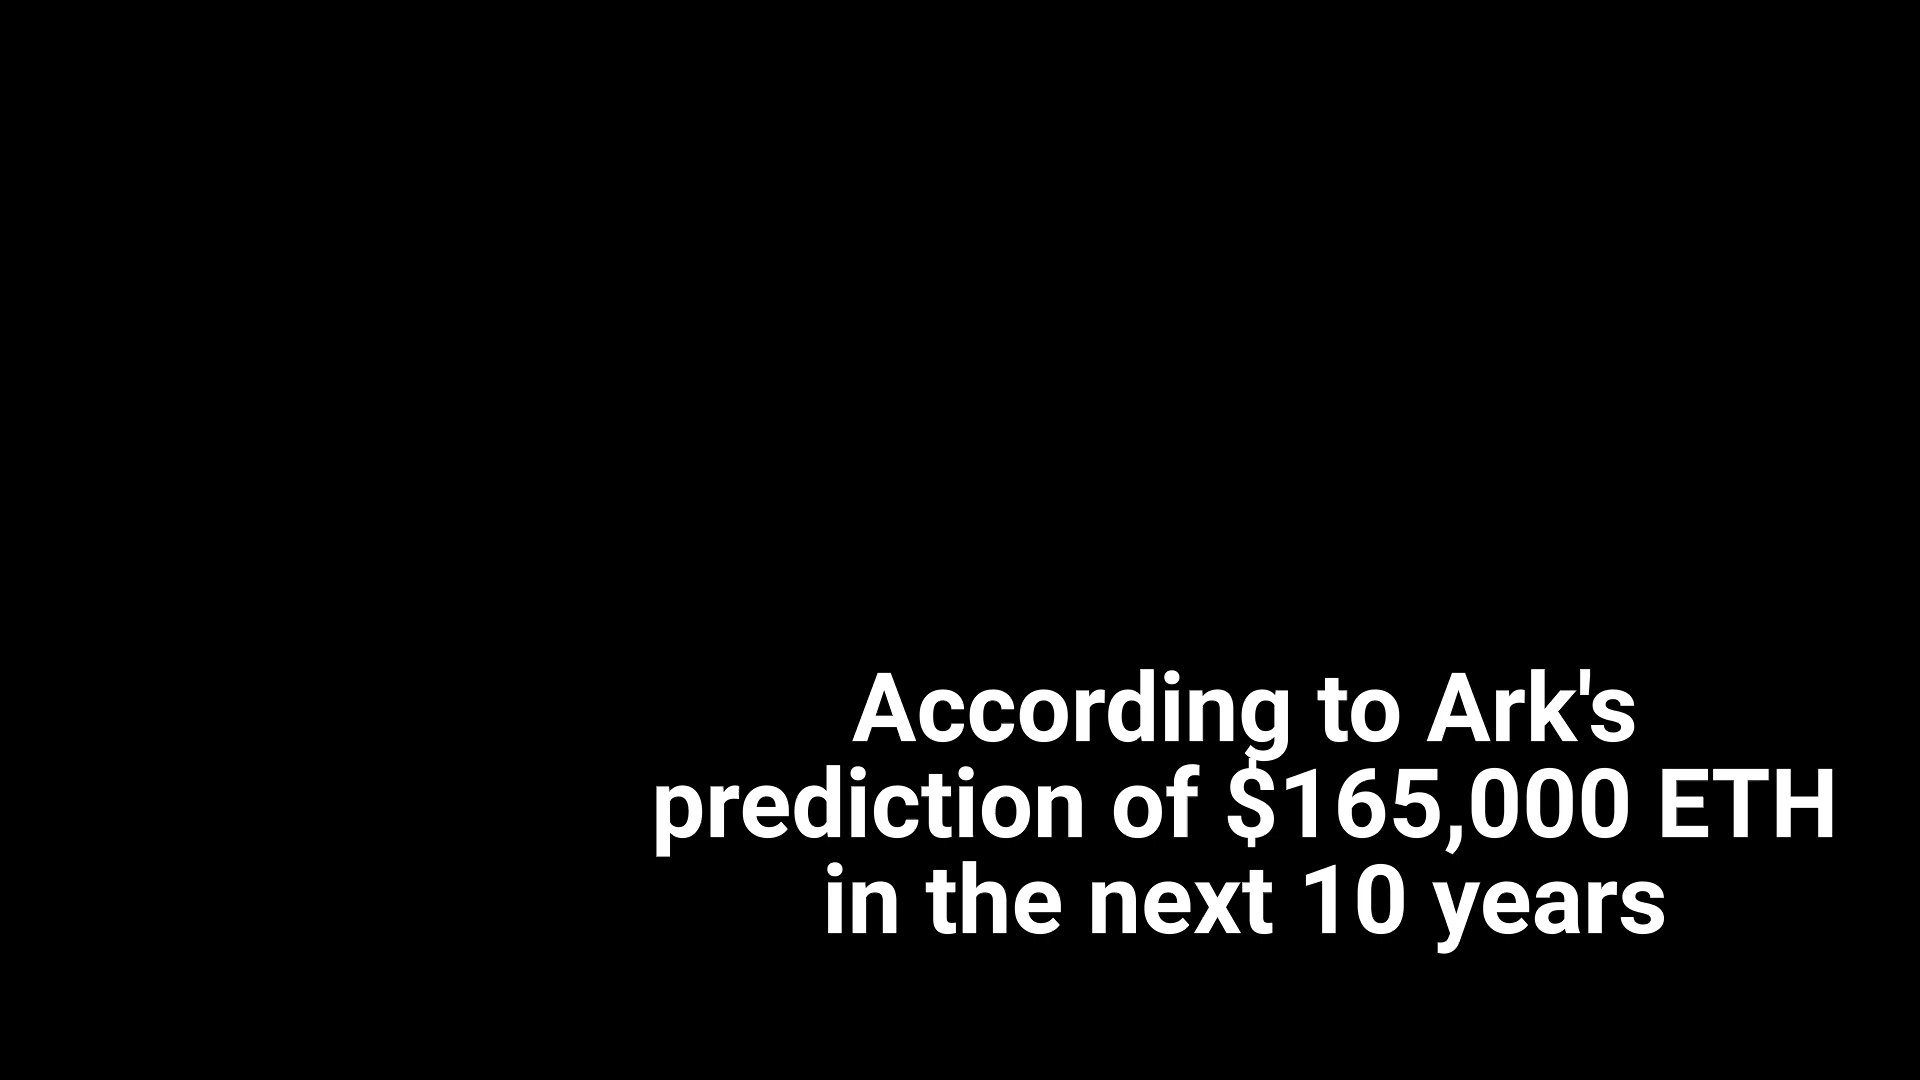 According to Ark's
prediction of $165,000 ETH
in the next 10 years